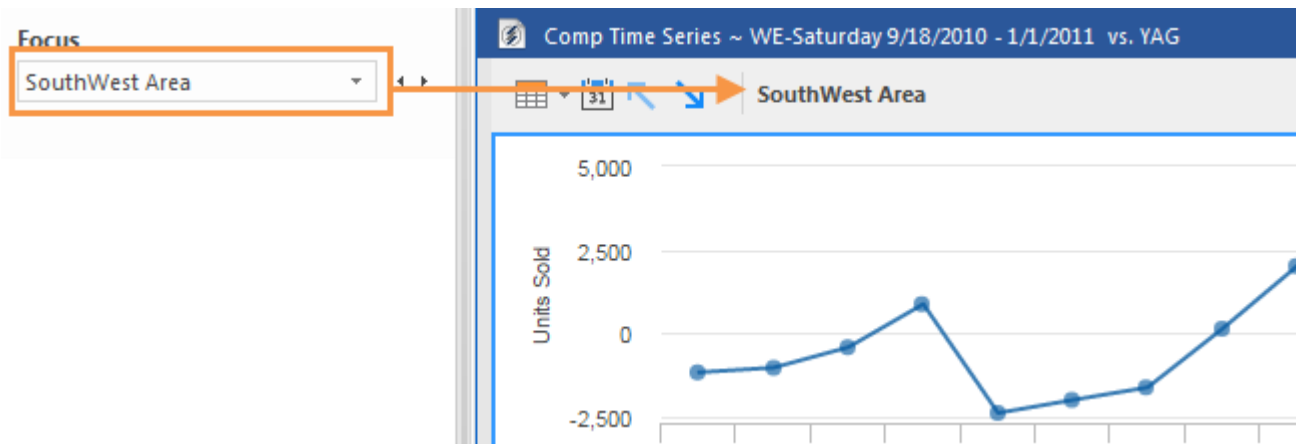 Focus
SouthWest Area
Comp Time Series ~ WE-Saturday 9/18/2010 - 1/1/2011 vs. YAG
31
SouthWest Area
5,000
2,500
0
-2,500
Units Sold